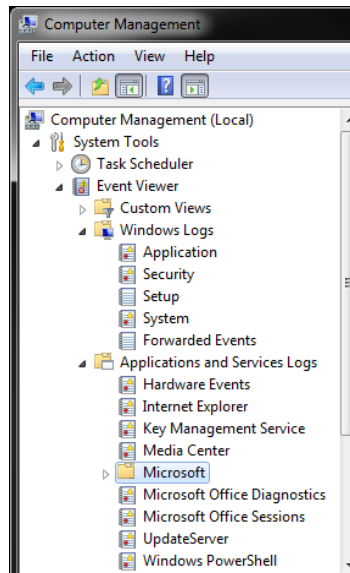 Computer Management
File Action View Help
Computer Management (Local)
System Tools
Task Scheduler
Event Viewer
Custom Views
Windows Logs
Application
Security
Setup
System
Forwarded Events
Applications and Services Logs
Hardware Events
Internet Explorer
Key Management Service
Media Center
Microsoft
Microsoft Office Diagnostics
Microsoft Office Sessions
UpdateServer
Windows PowerShell